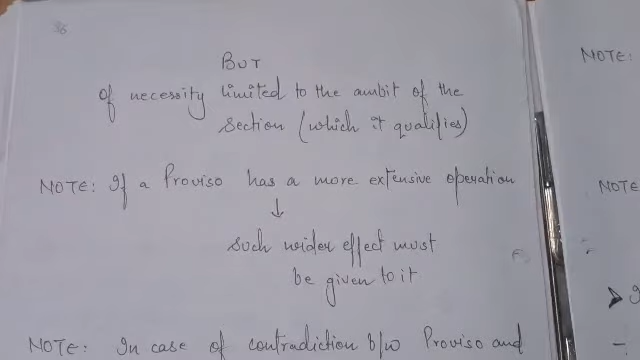 BUT
of necessity limited to the ambit of the
section (which it qualifies)
NOTE: If a Proviso has a more extensive operation
↓
such wider effect must
be given to it
NOTE: In case of contradiction b/w Proviso and
NOTE:
NOTE